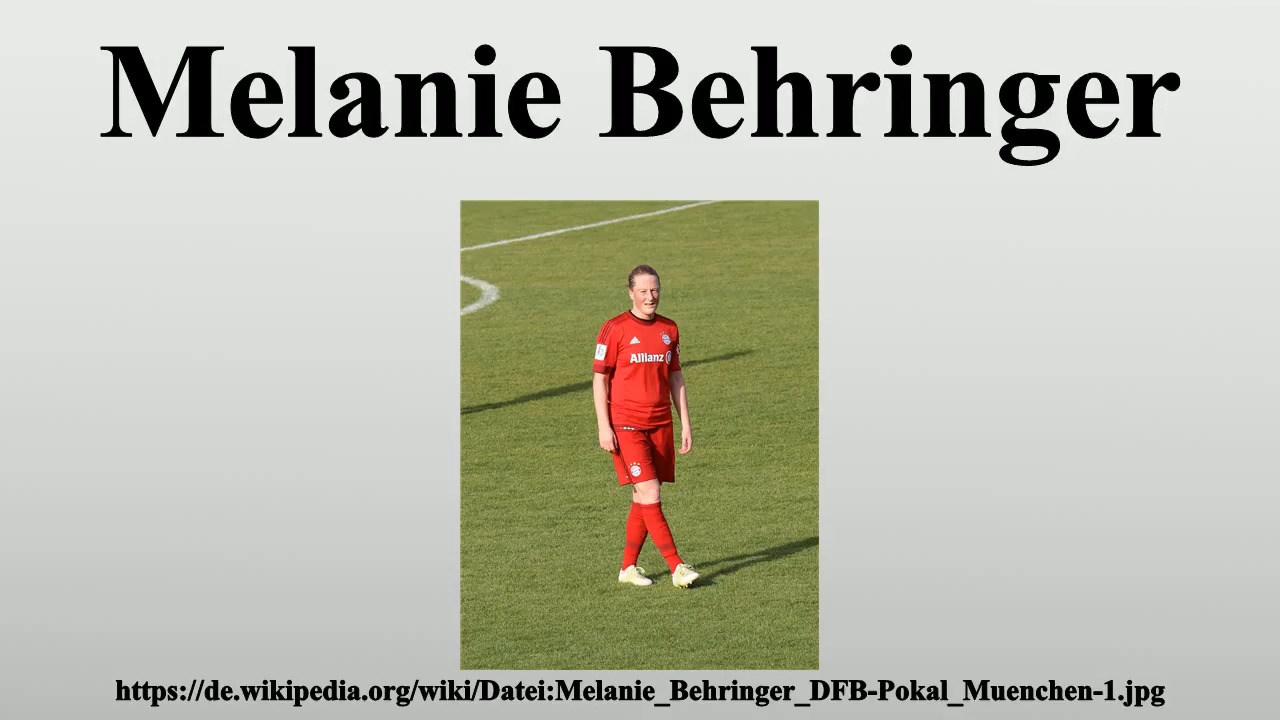 Melanie Behringer
Allianz
https://de.wikipedia.org/wiki/Datei:Melanie_Behringer_DFB-Pokal_Muenchen-1.jpg